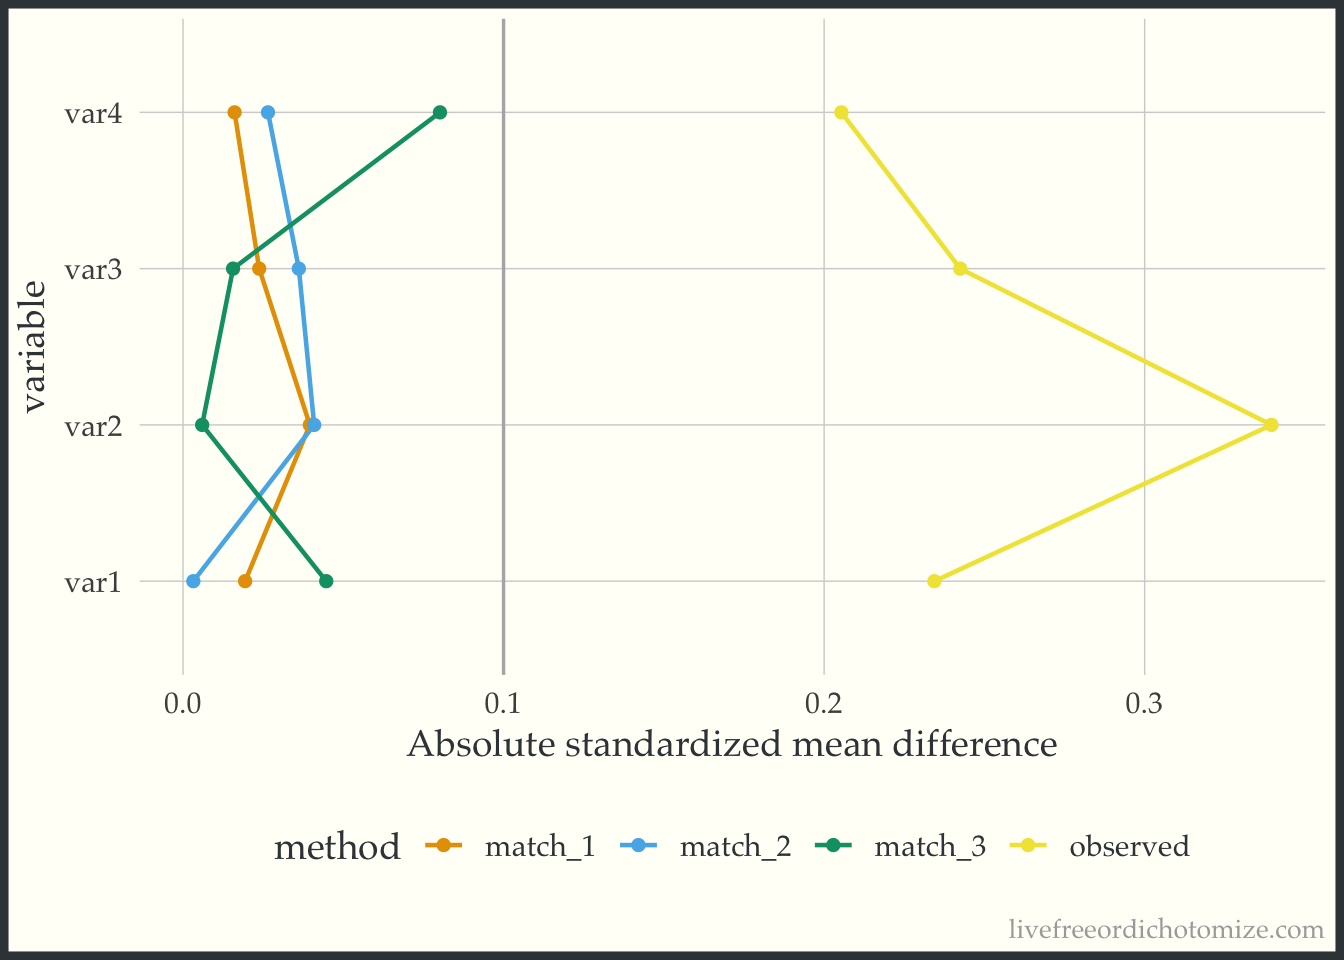 var4
var3
var2
var1
variable
0.0 0.1 0.2 0.3
Absolute standardized mean difference
method match_1 match_2 match_3 observed
livefreeordichotomize.com